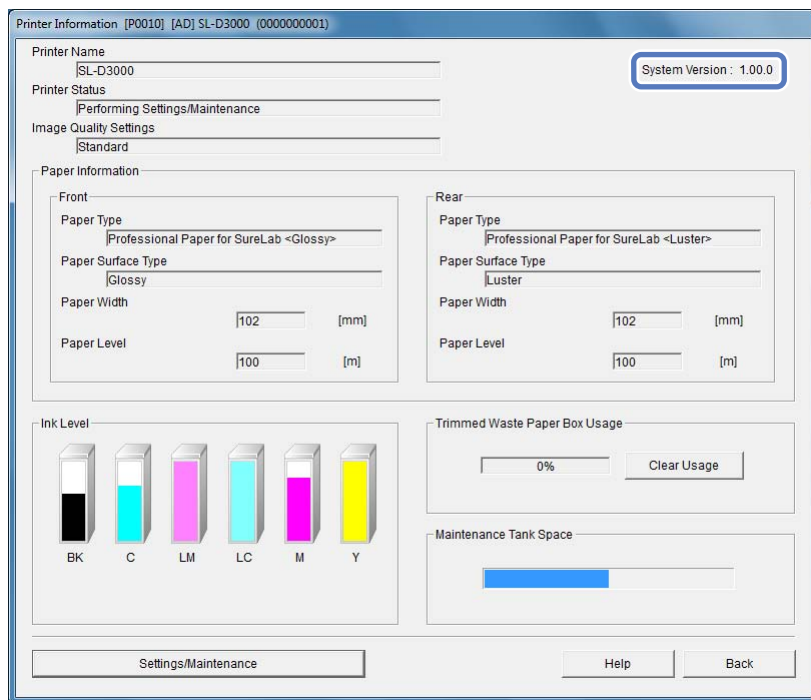 Printer Information [P0010] [AD] SL-D3000 (0000000001)
Printer Name
SL-D3000
System Version : 1.00.0
Printer Status
Performing Settings/Maintenance
Image Quality Settings
Standard
Paper Information
Front
Paper Type
Professional Paper for SureLab <Glossy>
Paper Surface Type
Glossy
Paper Width
102 [mm]
Paper Level
100 [m]
Rear
Paper Type
Professional Paper for SureLab <Luster>
Paper Surface Type
Luster
Paper Width
102 [mm]
Paper Level
100 [m]
Ink Level
BK C LM LC M Y
Trimmed Waste Paper Box Usage
0% Clear Usage
Maintenance Tank Space
Settings/Maintenance Help Back